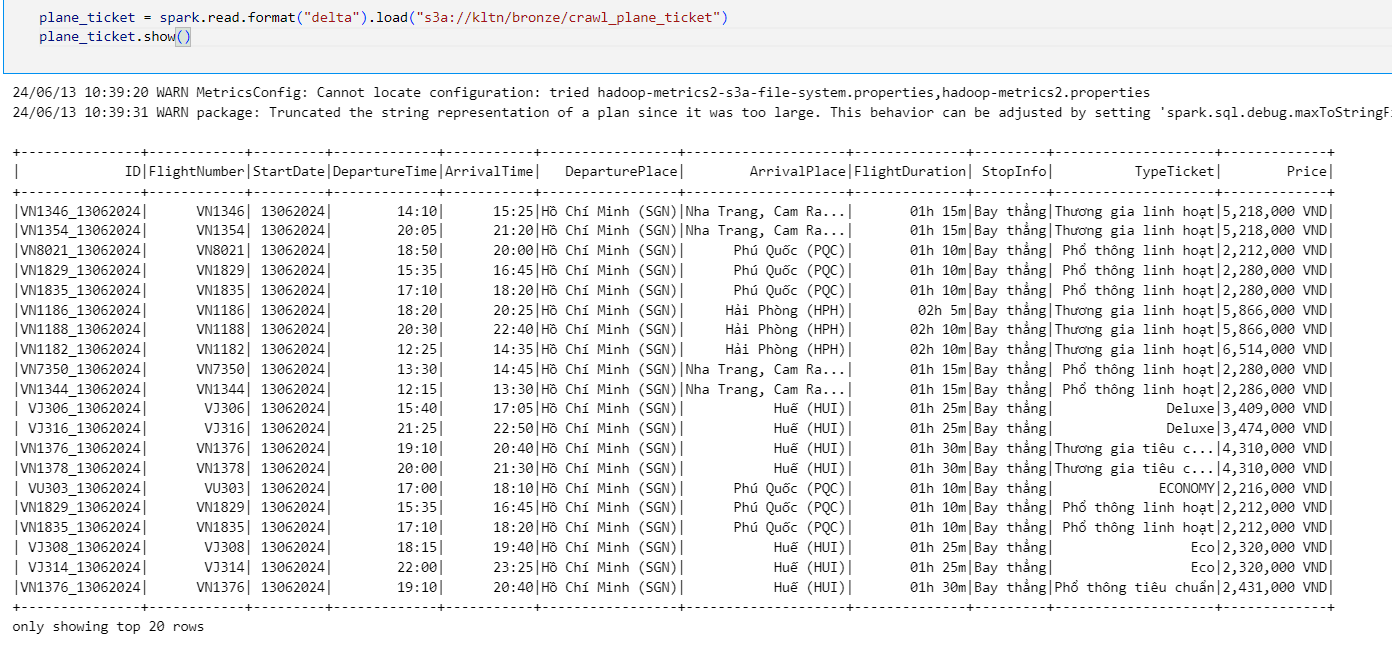 plane_ticket = spark.read.format("delta").load("s3a://kltn/bronze/crawl_plane_ticket")
plane_ticket.show()
24/06/13 10:39:20 WARN MetricsConfig: Cannot locate configuration: tried hadoop-metrics2-s3a-file-system.properties,hadoop-metrics2.properties
24/06/13 10:39:31 WARN package: Truncated the string representation of a plan since it was too large. This behavior can be adjusted by setting 'spark.sql.debug.maxToStringFi
+---------------+------------+---------+-------------+-----------+-----------------+--------------------+--------------+---------+--------------------+-------------+
|             ID|FlightNumber|StartDate|DepartureTime|ArrivalTime|   DeparturePlace|        ArrivalPlace|FlightDuration| StopInfo|          TypeTicket|        Price|
+---------------+------------+---------+-------------+-----------+-----------------+--------------------+--------------+---------+--------------------+-------------+
|VN1346_13062024|      VN1346| 13062024|        14:10|      15:25|Hồ Chí Minh (SGN)|Nha Trang, Cam Ra...|       01h 15m|Bay thẳng|Thương gia linh hoạt|5,218,000 VND|
|VN1354_13062024|      VN1354| 13062024|        20:05|      21:20|Hồ Chí Minh (SGN)|Nha Trang, Cam Ra...|       01h 15m|Bay thẳng|Thương gia linh hoạt|5,218,000 VND|
|VN8021_13062024|      VN8021| 13062024|        18:50|      20:00|Hồ Chí Minh (SGN)|      Phú Quốc (PQC)|       01h 10m|Bay thẳng| Phổ thông linh hoạt|2,212,000 VND|
|VN1829_13062024|      VN1829| 13062024|        15:35|      16:45|Hồ Chí Minh (SGN)|      Phú Quốc (PQC)|       01h 10m|Bay thẳng| Phổ thông linh hoạt|2,280,000 VND|
|VN1835_13062024|      VN1835| 13062024|        17:10|      18:20|Hồ Chí Minh (SGN)|      Phú Quốc (PQC)|       01h 10m|Bay thẳng| Phổ thông linh hoạt|2,280,000 VND|
|VN1186_13062024|      VN1186| 13062024|        18:20|      20:25|Hồ Chí Minh (SGN)|     Hải Phòng (HPH)|        02h 5m|Bay thẳng|Thương gia linh hoạt|5,866,000 VND|
|VN1188_13062024|      VN1188| 13062024|        20:30|      22:40|Hồ Chí Minh (SGN)|     Hải Phòng (HPH)|       02h 10m|Bay thẳng|Thương gia linh hoạt|5,866,000 VND|
|VN1182_13062024|      VN1182| 13062024|        12:25|      14:35|Hồ Chí Minh (SGN)|     Hải Phòng (HPH)|       02h 10m|Bay thẳng|Thương gia linh hoạt|6,514,000 VND|
|VN7350_13062024|      VN7350| 13062024|        13:30|      14:45|Hồ Chí Minh (SGN)|Nha Trang, Cam Ra...|       01h 15m|Bay thẳng| Phổ thông linh hoạt|2,280,000 VND|
|VN1344_13062024|      VN1344| 13062024|        12:15|      13:30|Hồ Chí Minh (SGN)|Nha Trang, Cam Ra...|       01h 15m|Bay thẳng| Phổ thông linh hoạt|2,286,000 VND|
| VJ306_13062024|       VJ306| 13062024|        15:40|      17:05|Hồ Chí Minh (SGN)|           Huế (HUI)|       01h 25m|Bay thẳng|              Deluxe|3,409,000 VND|
| VJ316_13062024|       VJ316| 13062024|        21:25|      22:50|Hồ Chí Minh (SGN)|           Huế (HUI)|       01h 25m|Bay thẳng|              Deluxe|3,474,000 VND|
|VN1376_13062024|      VN1376| 13062024|        19:10|      20:40|Hồ Chí Minh (SGN)|           Huế (HUI)|       01h 30m|Bay thẳng|Thương gia tiêu c...|4,310,000 VND|
|VN1378_13062024|      VN1378| 13062024|        20:00|      21:30|Hồ Chí Minh (SGN)|           Huế (HUI)|       01h 30m|Bay thẳng|Thương gia tiêu c...|4,310,000 VND|
| VU303_13062024|       VU303| 13062024|        17:00|      18:10|Hồ Chí Minh (SGN)|      Phú Quốc (PQC)|       01h 10m|Bay thẳng|             ECONOMY|2,216,000 VND|
|VN1829_13062024|      VN1829| 13062024|        15:35|      16:45|Hồ Chí Minh (SGN)|      Phú Quốc (PQC)|       01h 10m|Bay thẳng| Phổ thông linh hoạt|2,212,000 VND|
|VN1835_13062024|      VN1835| 13062024|        17:10|      18:20|Hồ Chí Minh (SGN)|      Phú Quốc (PQC)|       01h 10m|Bay thẳng| Phổ thông linh hoạt|2,212,000 VND|
| VJ308_13062024|       VJ308| 13062024|        18:15|      19:40|Hồ Chí Minh (SGN)|           Huế (HUI)|       01h 25m|Bay thẳng|                 Eco|2,320,000 VND|
| VJ314_13062024|       VJ314| 13062024|        22:00|      23:25|Hồ Chí Minh (SGN)|           Huế (HUI)|       01h 25m|Bay thẳng|                 Eco|2,320,000 VND|
|VN1376_13062024|      VN1376| 13062024|        19:10|      20:40|Hồ Chí Minh (SGN)|           Huế (HUI)|       01h 30m|Bay thẳng|Phổ thông tiêu chuẩn|2,431,000 VND|
+---------------+------------+---------+-------------+-----------+-----------------+--------------------+--------------+---------+--------------------+-------------+
only showing top 20 rows